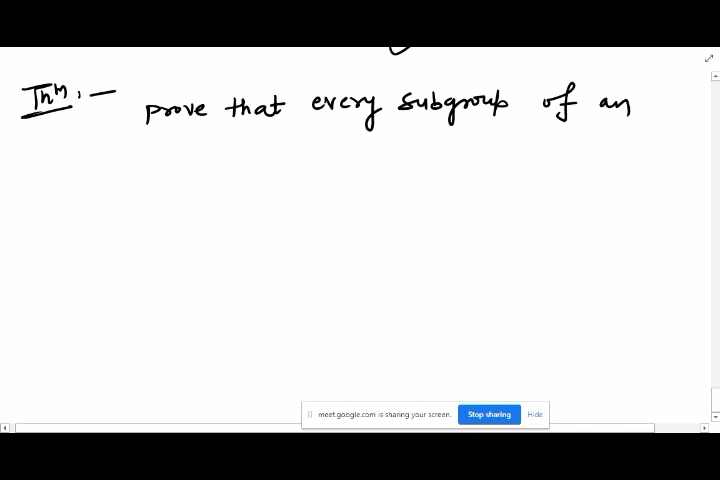 Thm :— prove that every subgroup of an
meet.google.com is sharing your screen. Stop sharing Hide